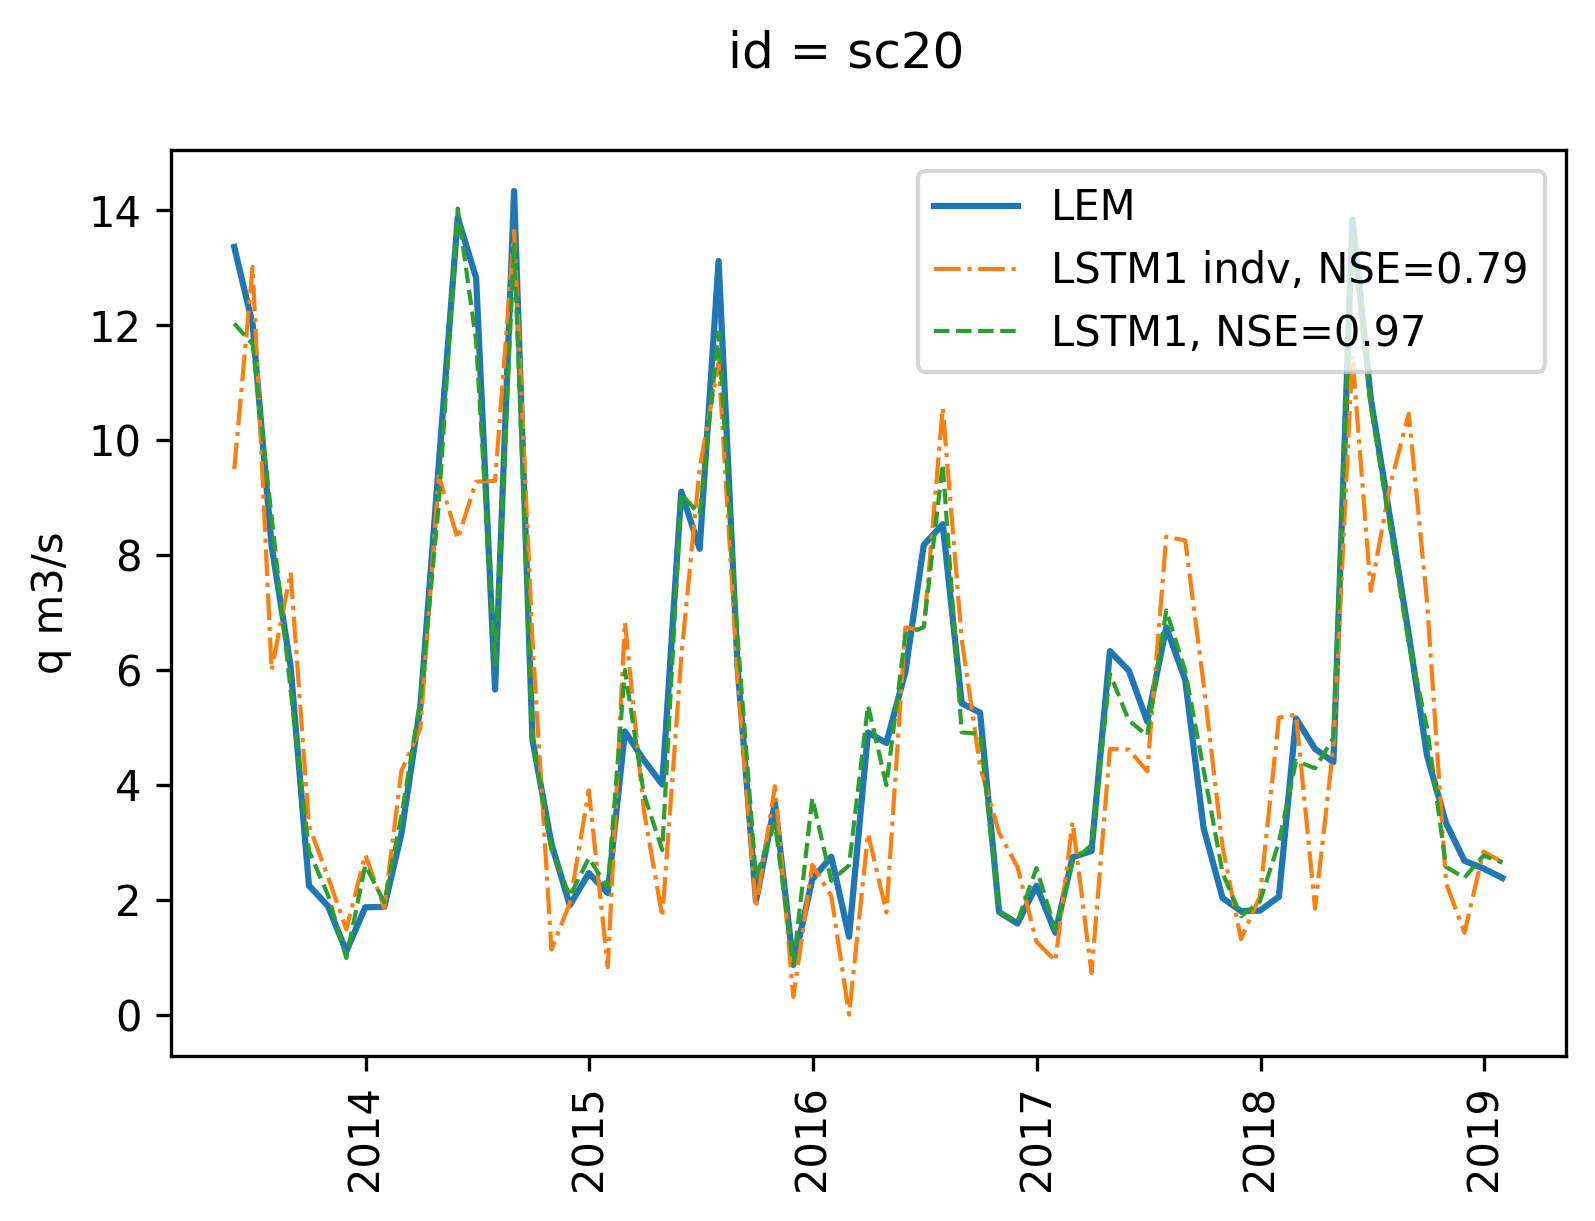 id = sc20
LEM
LSTM1 indv, NSE=0.79
LSTM1, NSE=0.97
q m3/s
14
12
10
8
6
4
2
0
2014
2015
2016
2017
2018
2019